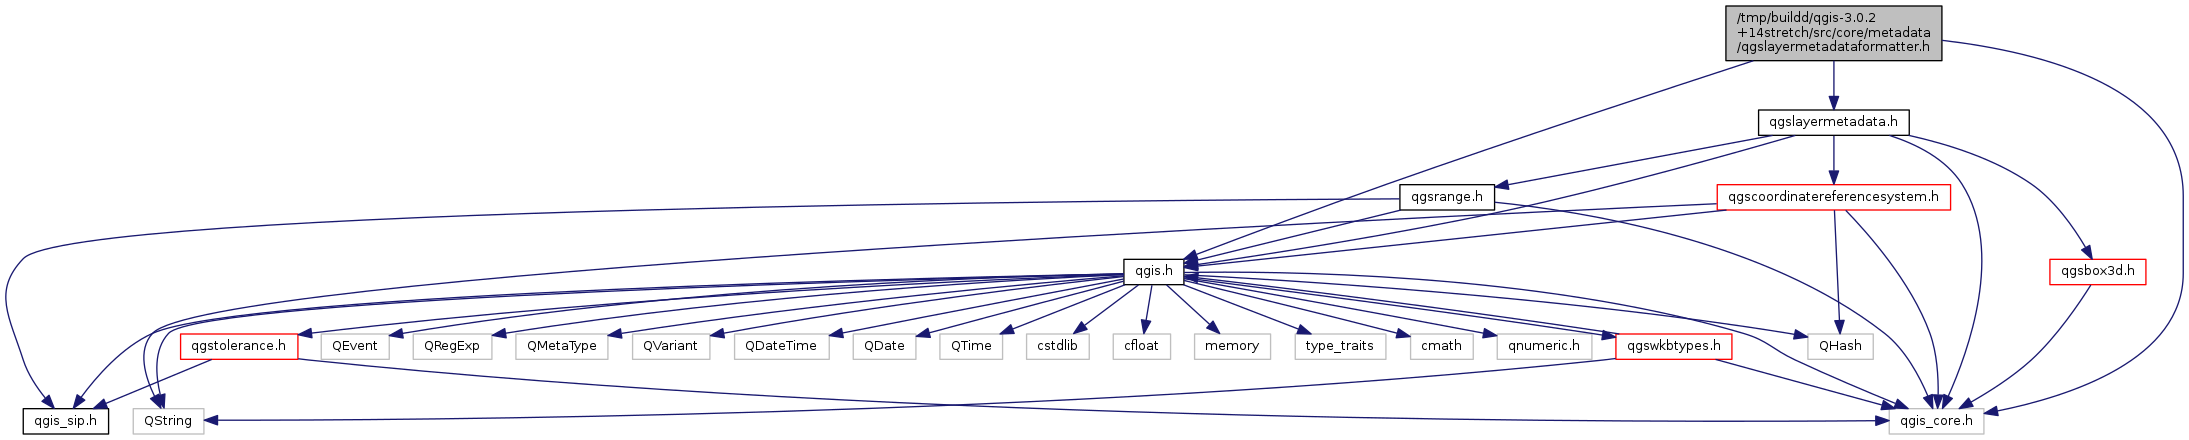 /tmp/buildd/qgis-3.0.2
+14stretch/src/core/metadata
/qgslayermetadataformatter.h
qgslayermetadata.h
qgsrange.h
qgscoordinatereferencesystem.h
qgis.h
qgsbox3d.h
qgstolerance.h
QEvent
QRegExp
QMetaType
QVariant
QDateTime
QDate
QTime
cstdlib
cfloat
memory
type_traits
cmath
qnumeric.h
qgswkbtypes.h
QHash
qgis_sip.h
QString
qgis_core.h